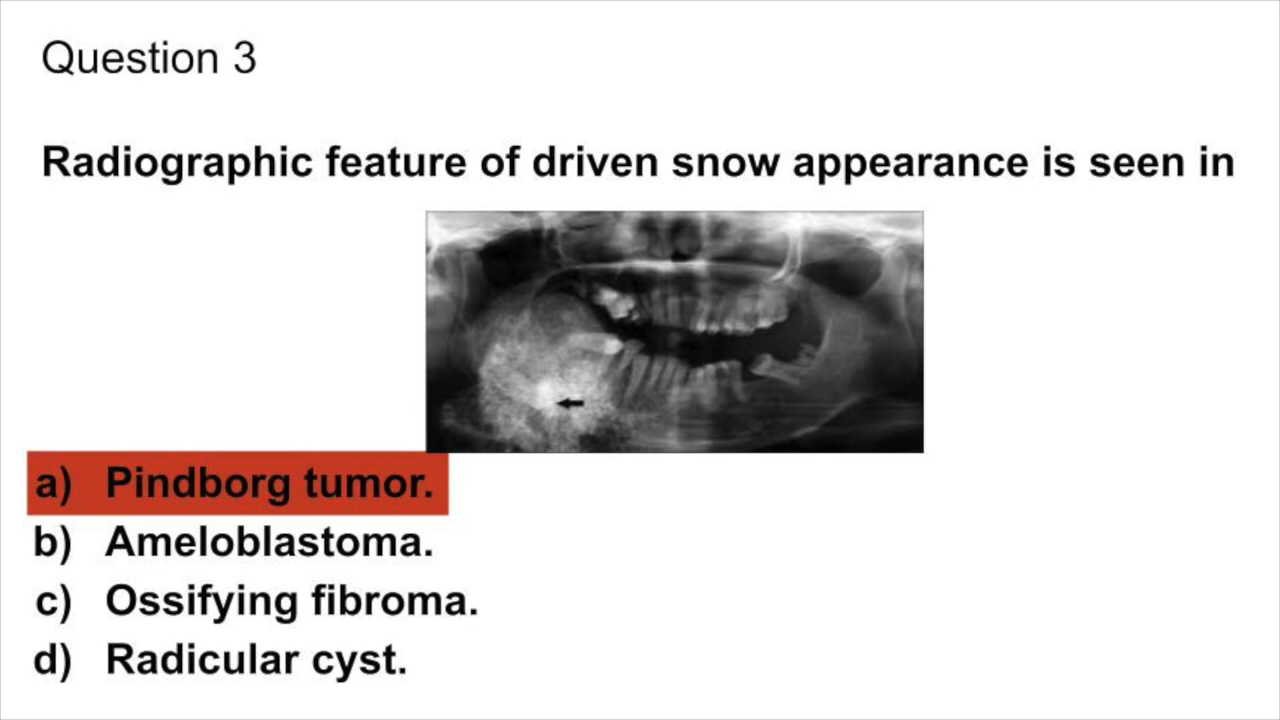 Question 3
Radiographic feature of driven snow appearance is seen in
a) Pindborg tumor.
b) Ameloblastoma.
c) Ossifying fibroma.
d) Radicular cyst.